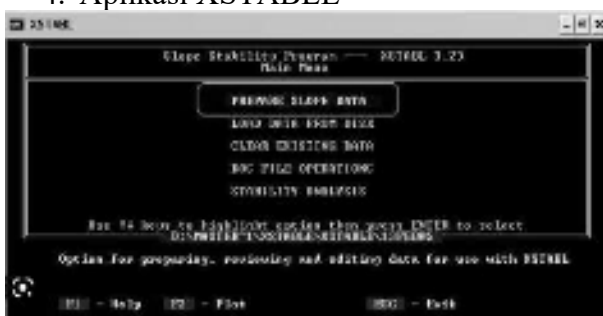 4. Aplikasi XSTABLE
XSTABL
Slope Stability Program --- XSTABL 3.23
Main Menu
PREPARE SLOPE DATA
LOAD DATA FROM DISK
CLEAR EXISTING DATA
DOS FILE OPERATIONS
STABILITY ANALYSIS
Use ↑↓ keys to highlight option then press ENTER to select
Option for preparing, reviewing and editing data for use with XSTABL
F1 - Help F2 - Plot ESC - Exit